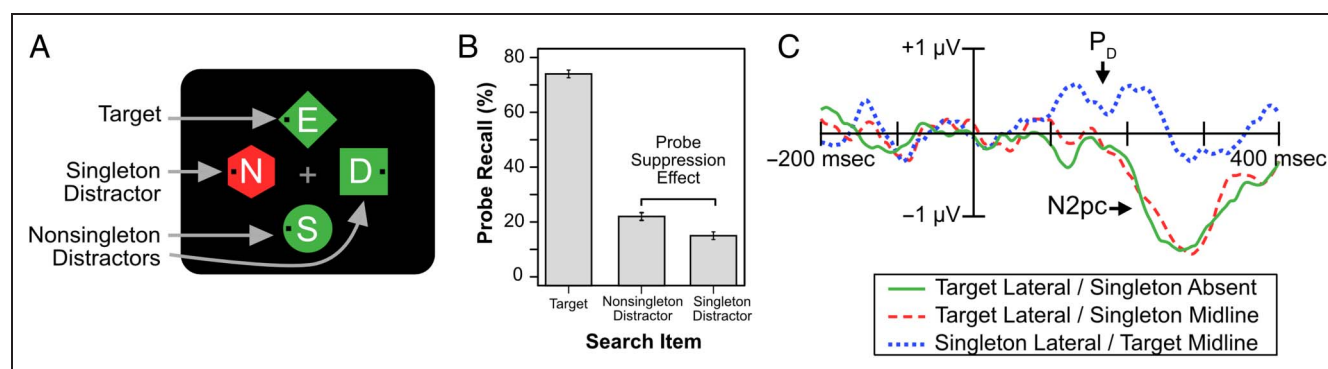 A
Target
Singleton
Distractor
Nonsingleton
Distractors
E
N
+
D
S
B
Probe Recall (%)
80
60
40
20
0
Probe
Suppression
Effect
Target
Nonsingleton
Distractor
Singleton
Distractor
Search Item
C
+1 µV
P_D
−200 msec
400 msec
−1 µV
N2pc
Target Lateral / Singleton Absent
Target Lateral / Singleton Midline
Singleton Lateral / Target Midline